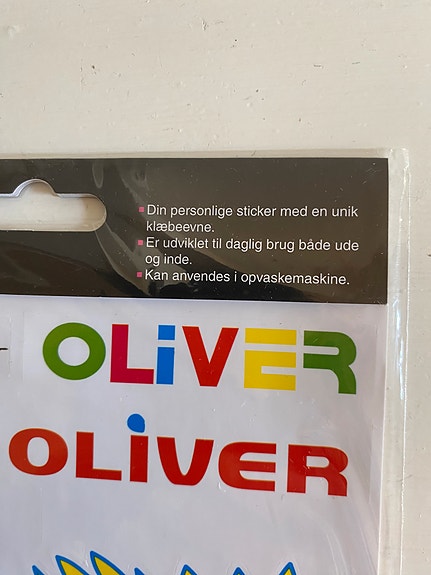 Din personlige sticker med en unik
klæbeevne.
Er udviklet til daglig brug både ude
og inde.
Kan anvendes i opvaskemaskine.
OLiVER
OLiVER